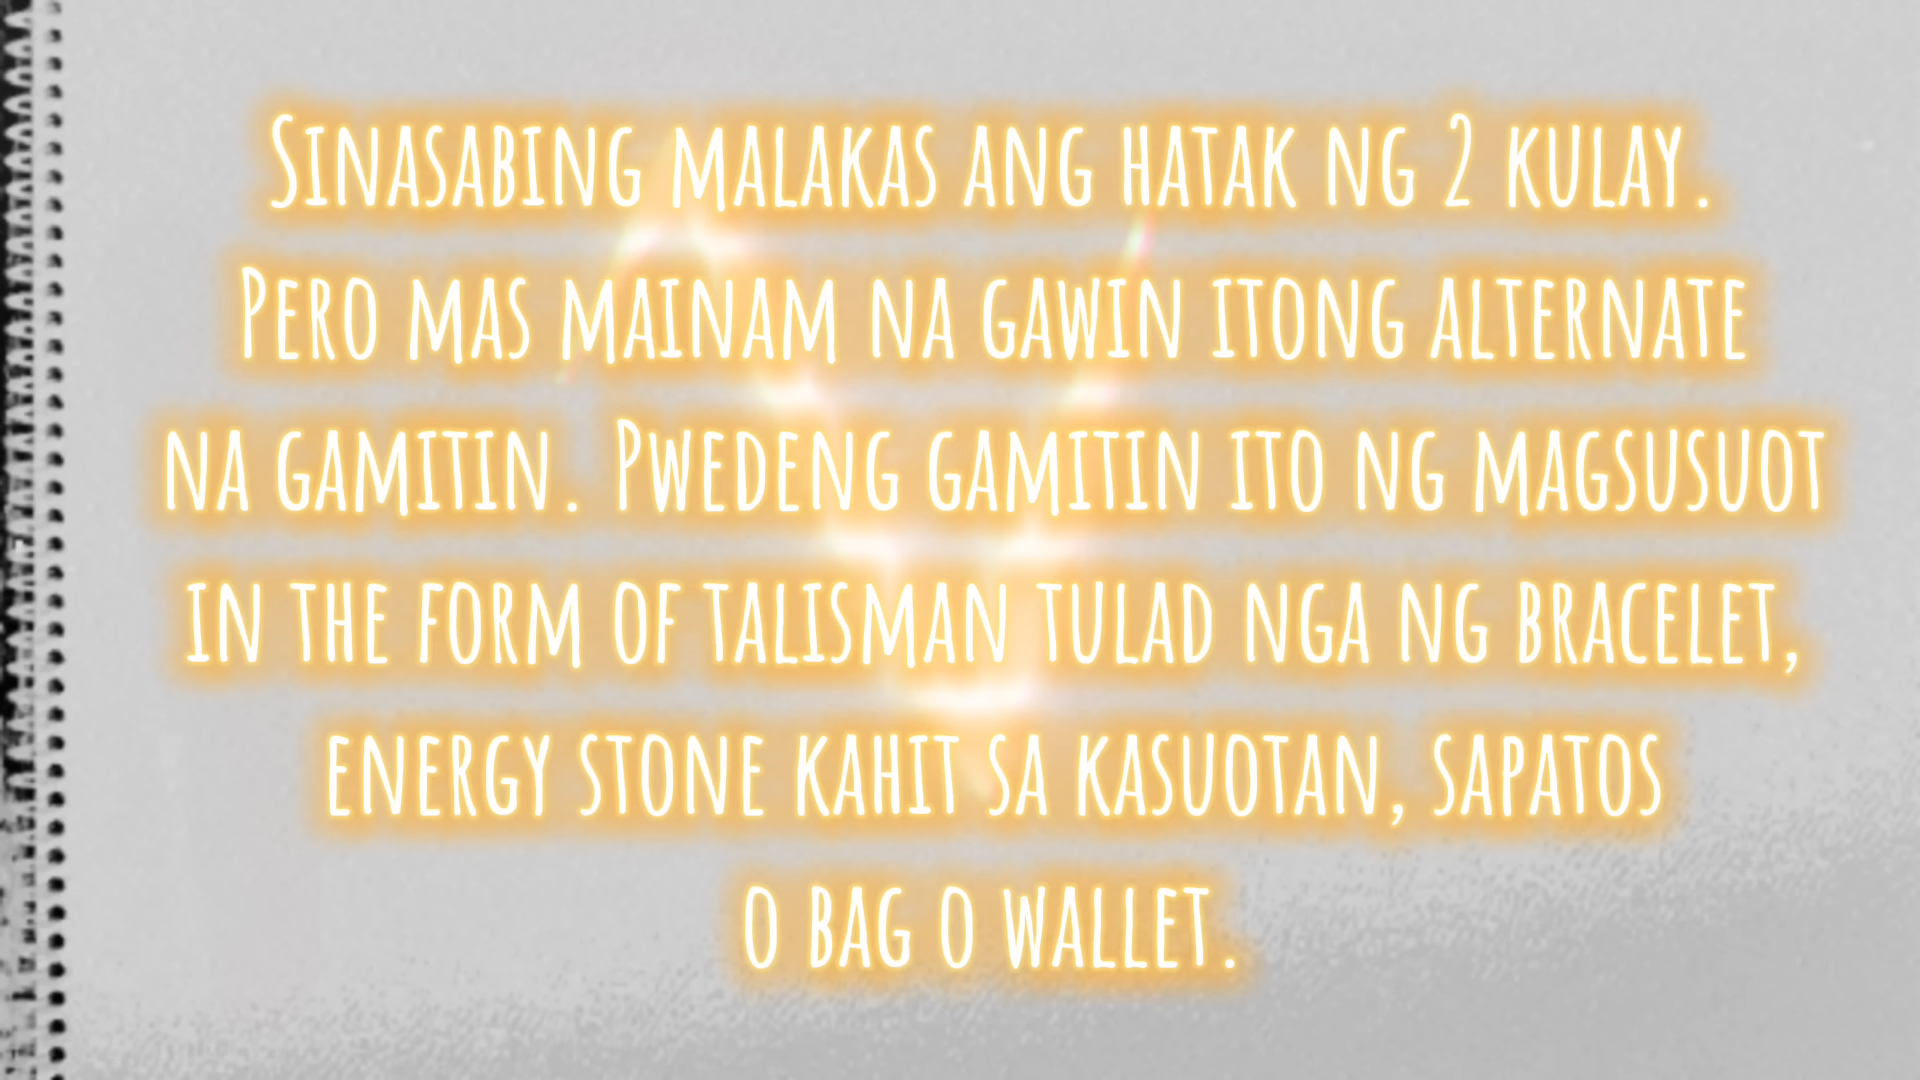 Sinasabing malakas ang hatak ng 2 kulay.
Pero mas mainam na gawin itong alternate
na gamitin. Pwedeng gamitin ito ng magsusuot
in the form of talisman tulad nga ng bracelet,
energy stone kahit sa kasuotan, sapatos
o bag o wallet.